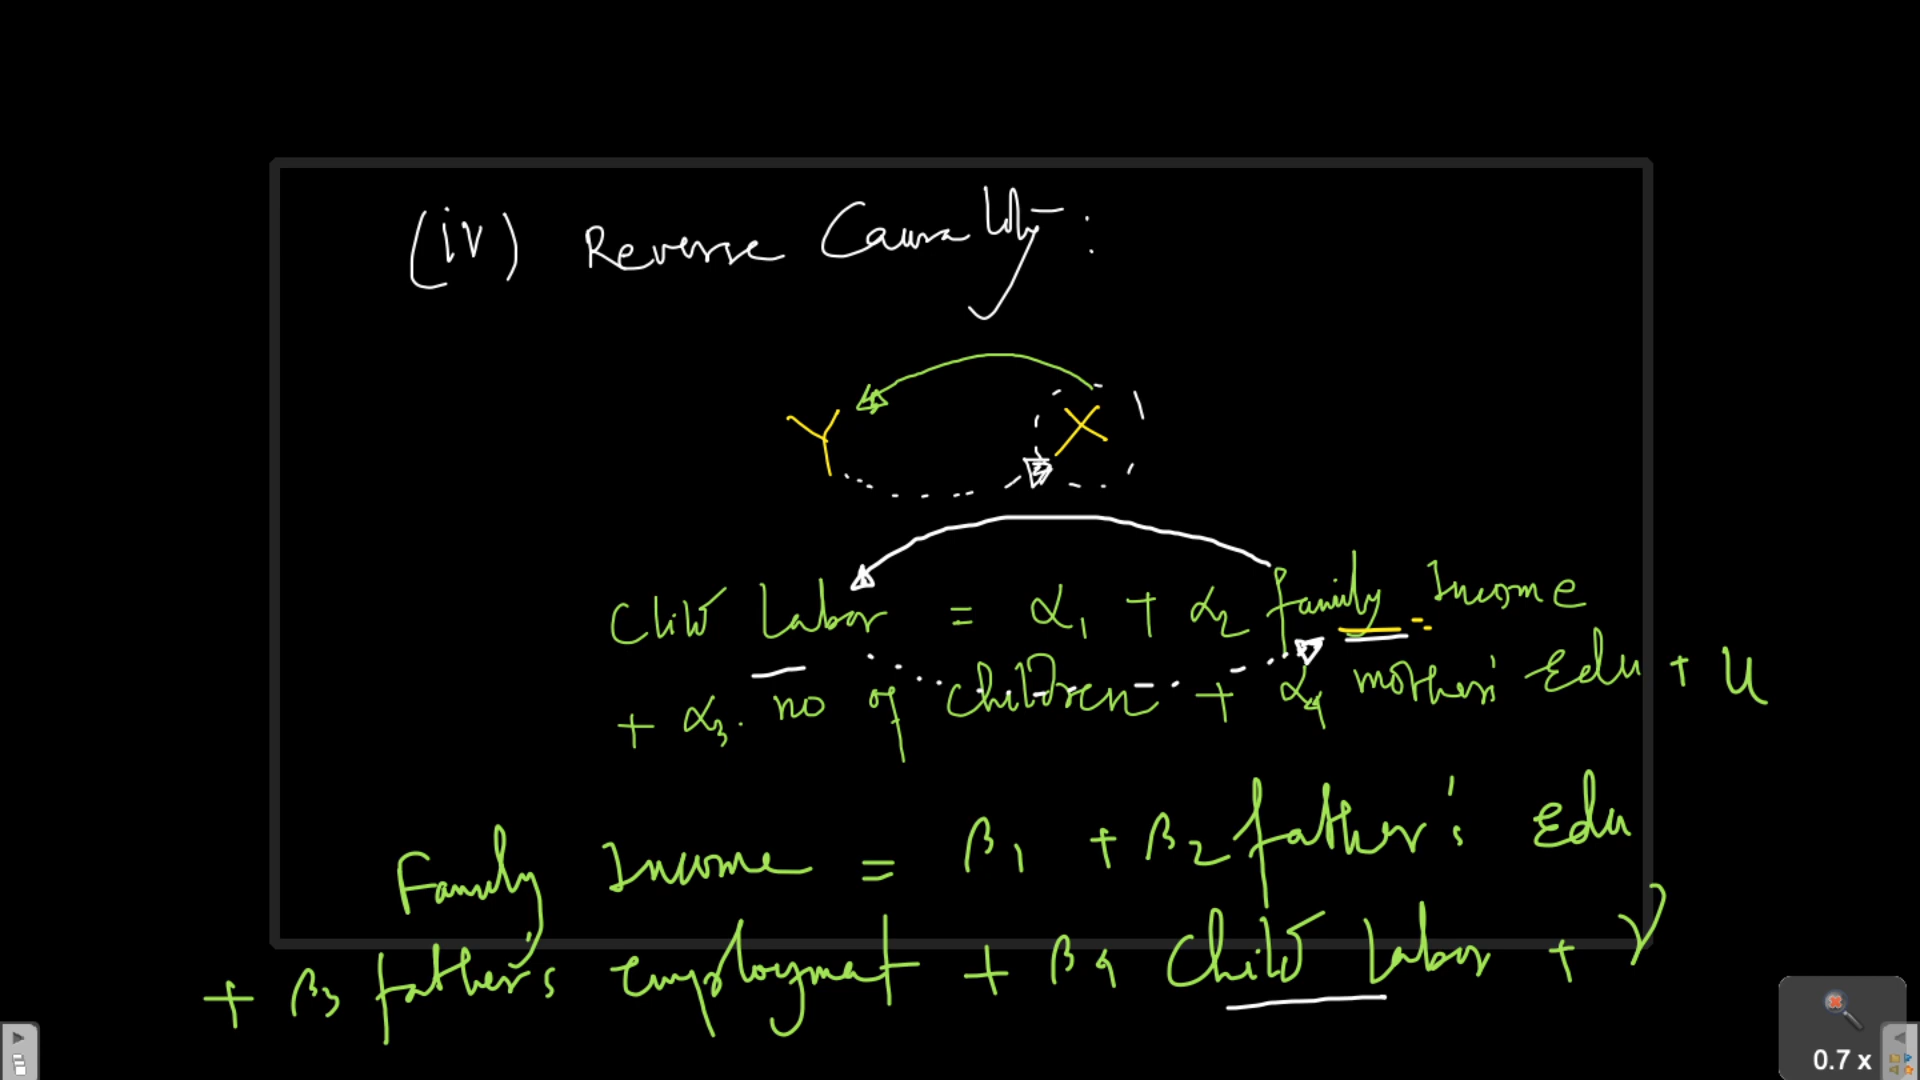 (iv) Reverse Causality:
Y X
Child Labor = α1 + α2 family Income
+ α3. no of children + α4 mother's Edu + U
Family Income = β1 + β2 father's Edu
+ β3 father's employment + β4 Child Labor + V
0.7 x